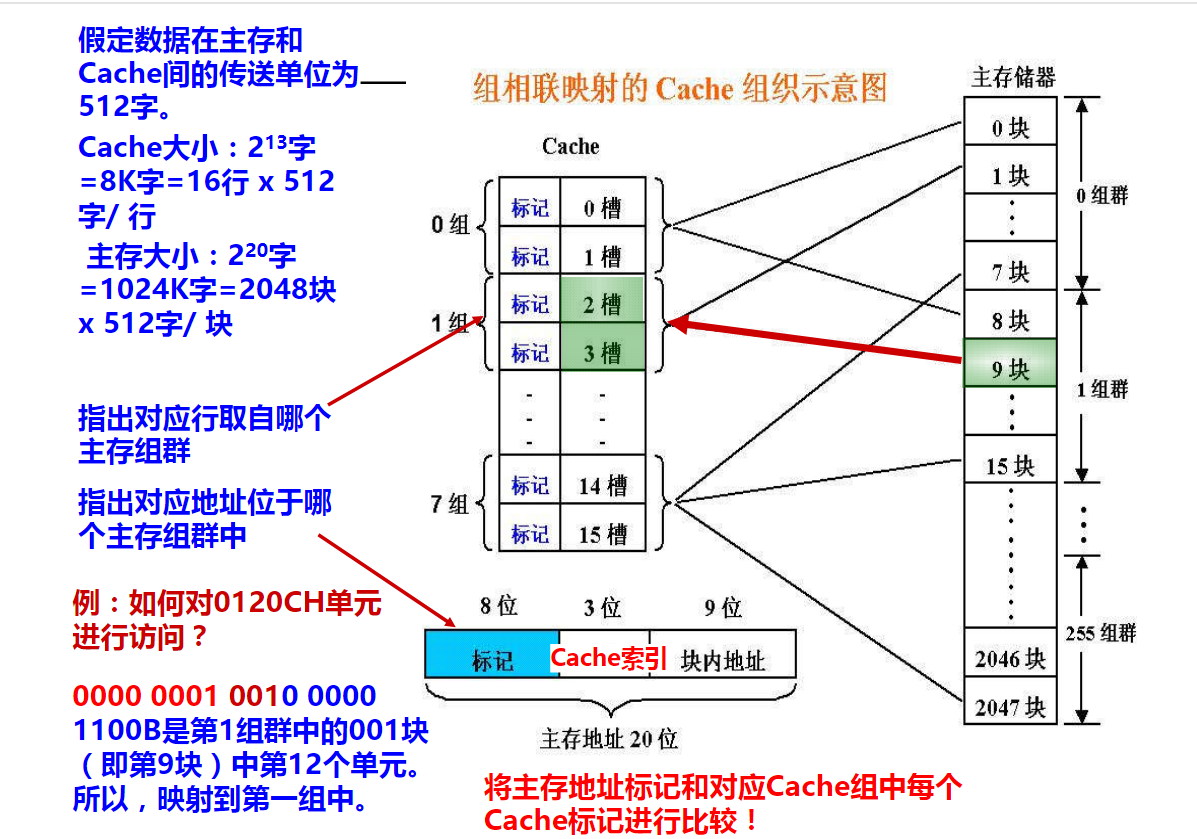 假定数据在主存和
Cache间的传送单位为
512字。
Cache大小：2¹³字
=8K字=16行 x 512
字/ 行
主存大小：2²⁰字
=1024K字=2048块
x 512字/ 块
指出对应行取自哪个
主存组群
指出对应地址位于哪
个主存组群中
例：如何对0120CH单元
进行访问？
0000 0001 0010 0000
1100B是第1组群中的001块
（即第9块）中第12个单元。
所以，映射到第一组中。
组相联映射的 Cache 组织示意图
Cache
0 组
标记 0 槽
标记 1 槽
1 组
标记 2 槽
标记 3 槽
7 组
标记 14 槽
标记 15 槽
主存储器
0 块
1 块
7 块
0 组群
8 块
9 块
15 块
1 组群
2046 块
2047 块
255 组群
8 位 3 位 9 位
标记 Cache索引 块内地址
主存地址 20 位
将主存地址标记和对应Cache组中每个
Cache标记进行比较！